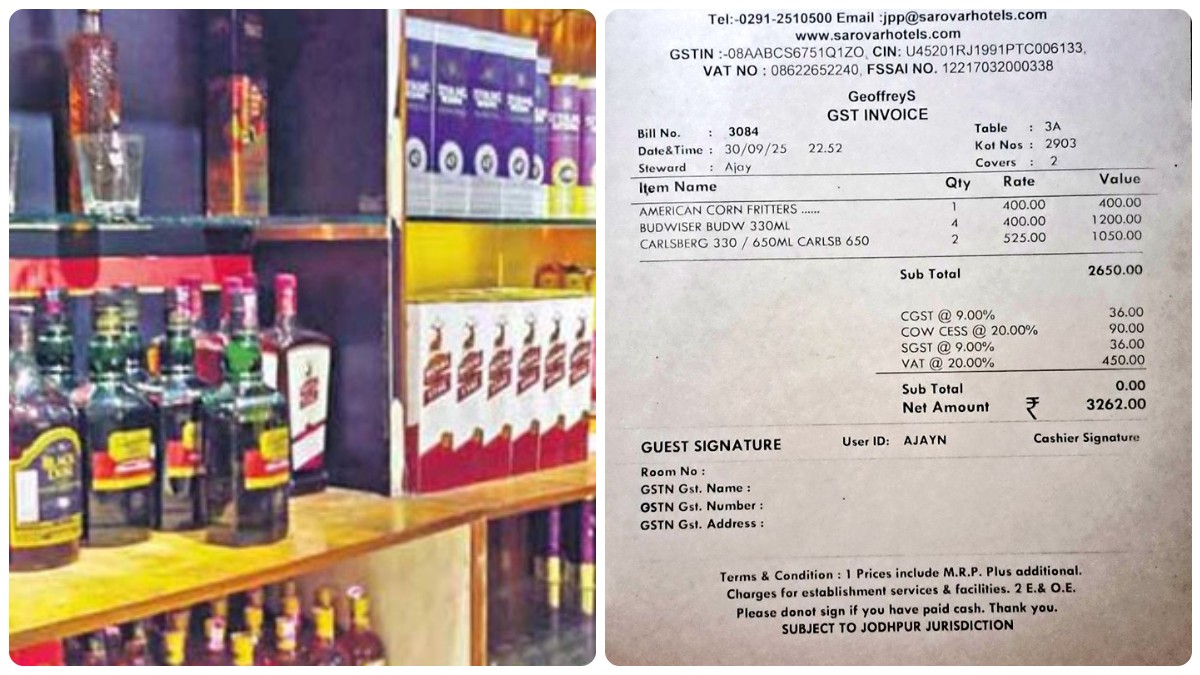 BLACK
Tel:-0291-2510500 Email :jpp@sarovarhotels.com
www.sarovarhotels.com
GSTIN :-08AABCS6751Q1ZO, CIN: U45201RJ1991PTC006133,
VAT NO : 08622652240, FSSAI NO. 12217032000338
GeoffreyS
GST INVOICE
Bill No. : 3084 Table : 3A
Date&Time : 30/09/25 22.52 Kot Nos : 2903
Steward : Ajay Covers : 2
Item Name Qty Rate Value
AMERICAN CORN FRITTERS ...... 1 400.00 400.00
BUDWISER BUDW 330ML 4 400.00 1200.00
CARLSBERG 330 / 650ML CARLSB 650 2 525.00 1050.00
Sub Total 2650.00
CGST @ 9.00% 36.00
COW CESS @ 20.00% 90.00
SGST @ 9.00% 36.00
VAT @ 20.00% 450.00
Sub Total 0.00
Net Amount ₹ 3262.00
GUEST SIGNATURE User ID: AJAYN Cashier Signature
Room No :
GSTN Gst. Name :
GSTN Gst. Number :
GSTN Gst. Address :
Terms & Condition : 1 Prices include M.R.P. Plus additional.
Charges for establishment services & facilities. 2 E.& O.E.
Please donot sign if you have paid cash. Thank you.
SUBJECT TO JODHPUR JURISDICTION